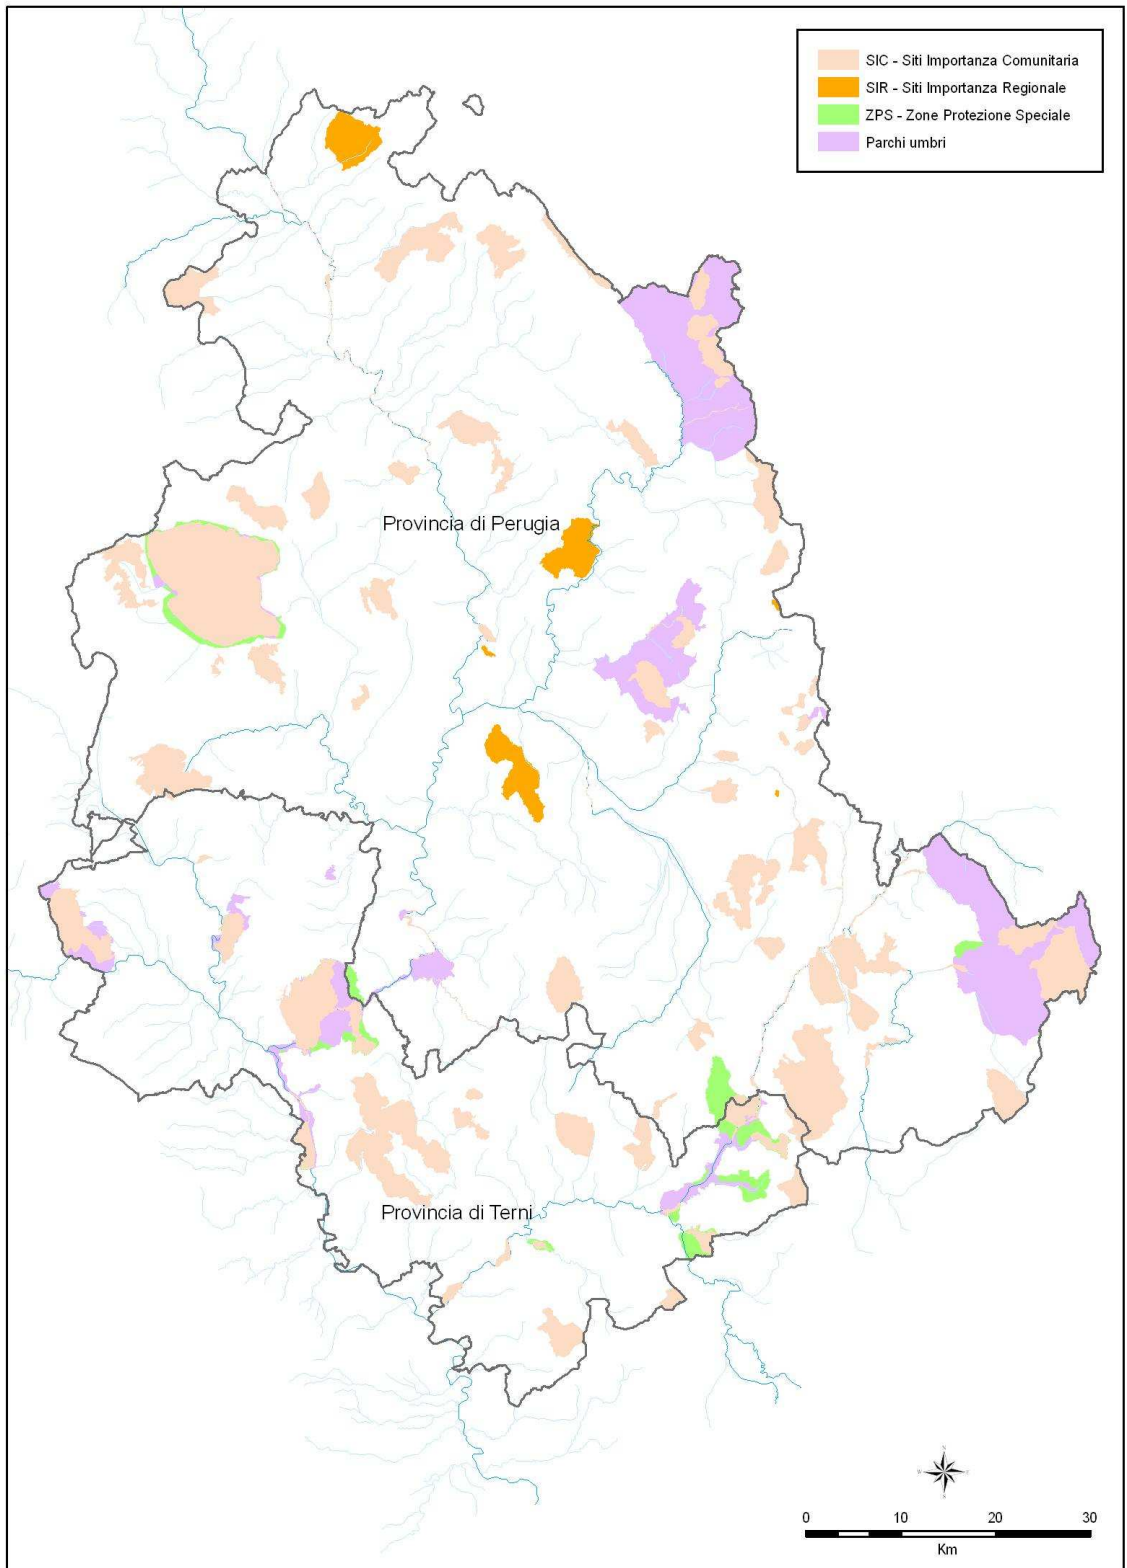 SIC - Siti Importanza Comunitaria
SIR - Siti Importanza Regionale
ZPS - Zone Protezione Speciale
Parchi umbri
Provincia di Perugia
Provincia di Terni
N
W
E
S
0 10 20 30
Km